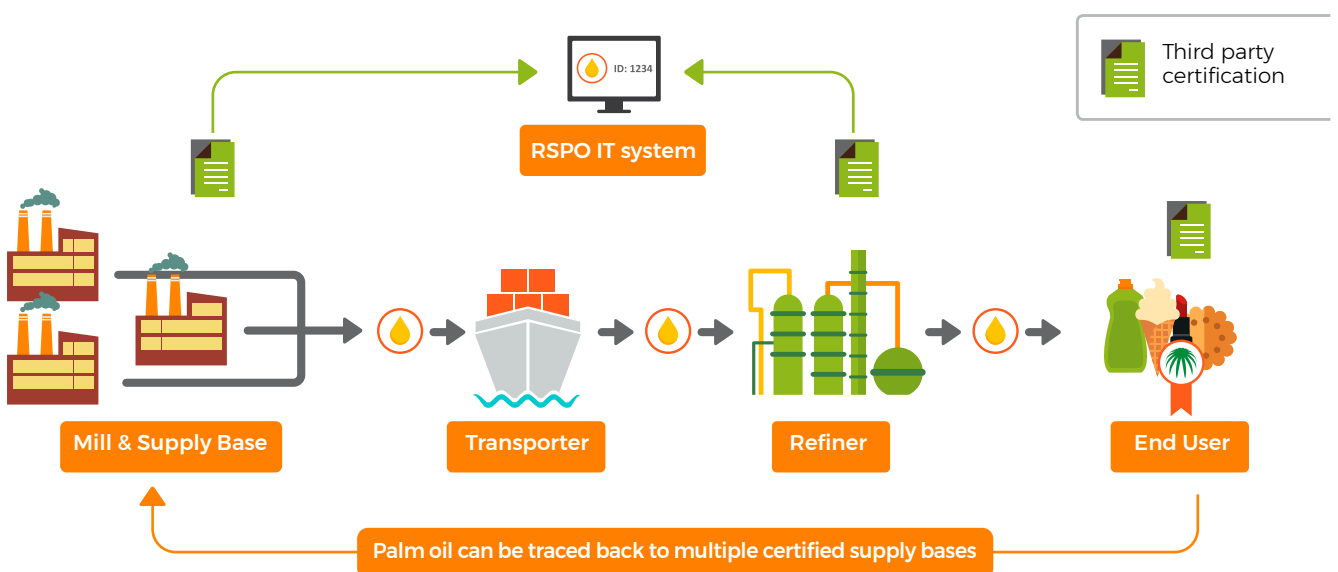 ID: 1234
Third party
certification
RSPO IT system
Mill & Supply Base
Transporter
Refiner
End User
Palm oil can be traced back to multiple certified supply bases